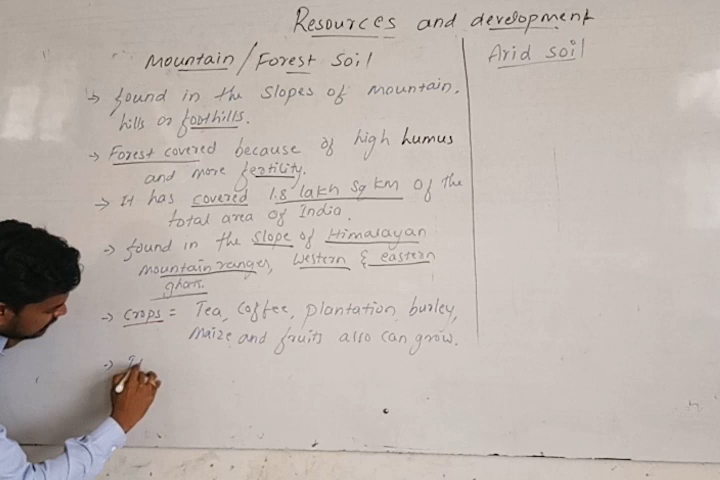 Resources and development
Mountain / Forest Soil
→ found in the slopes of mountain,
hills or foothills.
→ Forest covered because of high humus
and more fertility.
→ It has covered 1.8 lakh sq km of the
total area of India.
→ found in the slope of Himalayan
mountain ranges, western & eastern
ghats.
→ crops = Tea, coffee, plantation, burley,
maize and fruits also can grow.
→
Arid soil